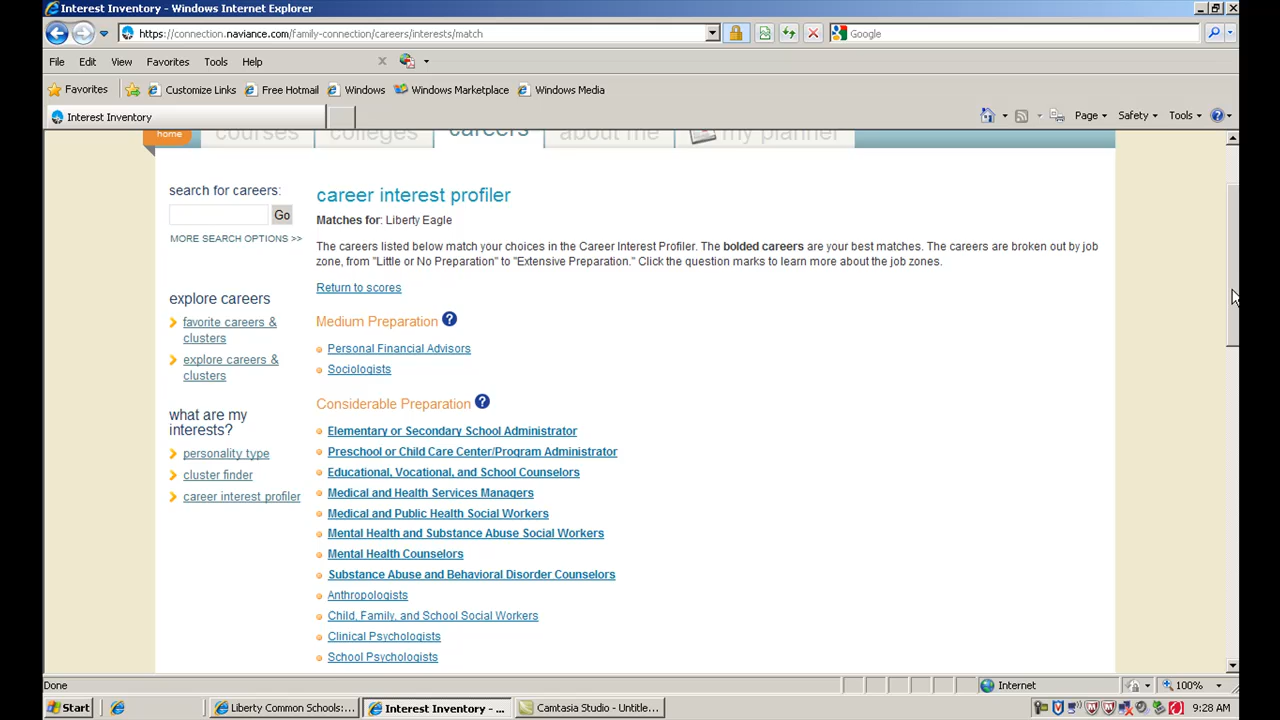 Interest Inventory - Windows Internet Explorer
https://connection.naviance.com/family-connection/careers/interests/match
Google
File Edit View Favorites Tools Help
Favorites Customize Links Free Hotmail Windows Windows Marketplace Windows Media
Interest Inventory
Page Safety Tools
home courses colleges careers about me my planner
search for careers:
Go
MORE SEARCH OPTIONS >>
explore careers
favorite careers &
clusters
explore careers &
clusters
what are my
interests?
personality type
cluster finder
career interest profiler
career interest profiler
Matches for: Liberty Eagle
The careers listed below match your choices in the Career Interest Profiler. The bolded careers are your best matches. The careers are broken out by job
zone, from "Little or No Preparation" to "Extensive Preparation." Click the question marks to learn more about the job zones.
Return to scores
Medium Preparation ?
Personal Financial Advisors
Sociologists
Considerable Preparation ?
Elementary or Secondary School Administrator
Preschool or Child Care Center/Program Administrator
Educational, Vocational, and School Counselors
Medical and Health Services Managers
Medical and Public Health Social Workers
Mental Health and Substance Abuse Social Workers
Mental Health Counselors
Substance Abuse and Behavioral Disorder Counselors
Anthropologists
Child, Family, and School Social Workers
Clinical Psychologists
School Psychologists
Done
Internet
100%
Start
Liberty Common Schools:...
Interest Inventory - ...
Camtasia Studio - Untitle...
9:28 AM